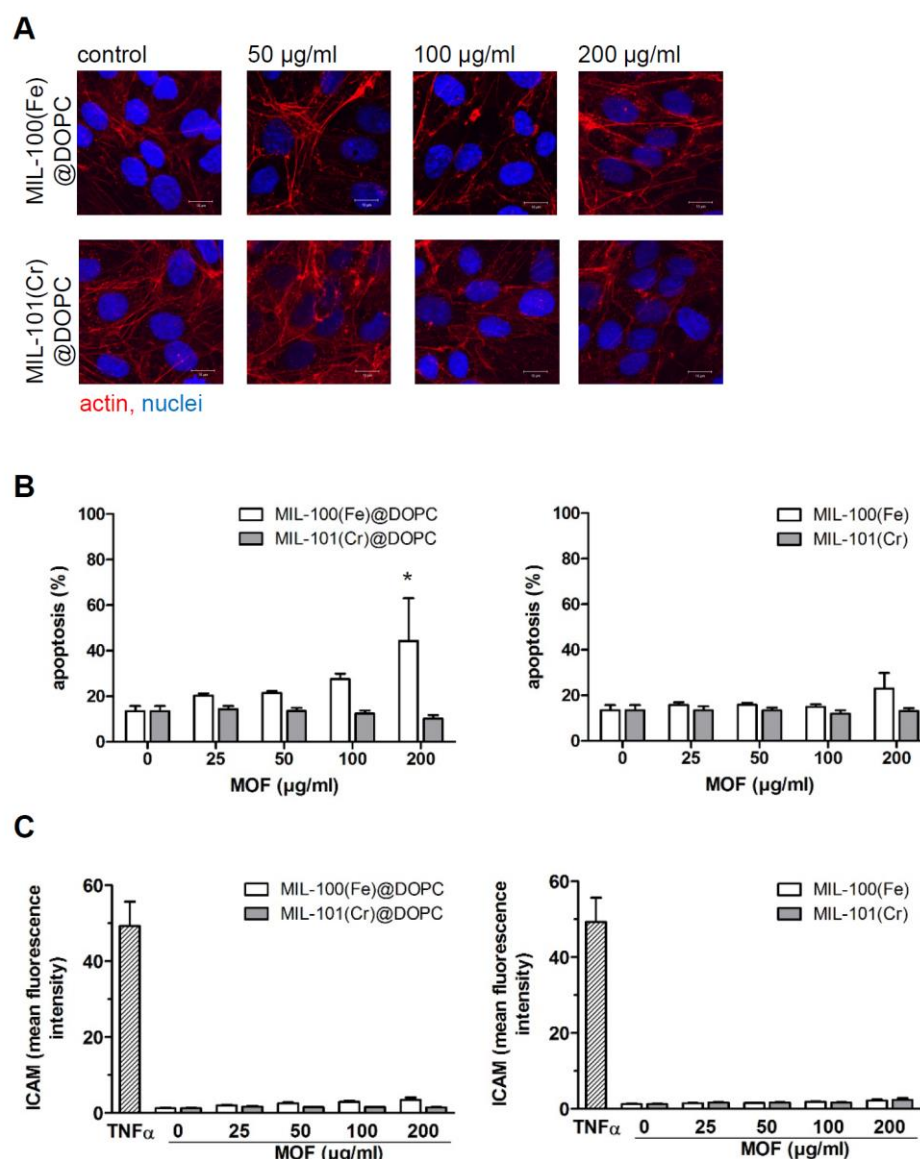 A
control
50 µg/ml
100 µg/ml
200 µg/ml
MIL-100(Fe)
@DOPC
MIL-101(Cr)
@DOPC
actin, nuclei
B
100
80
60
40
20
0
apoptosis (%)
MIL-100(Fe)@DOPC
MIL-101(Cr)@DOPC
*
0 25 50 100 200
MOF (µg/ml)
100
80
60
40
20
0
apoptosis (%)
MIL-100(Fe)
MIL-101(Cr)
0 25 50 100 200
MOF (µg/ml)
C
60
40
20
0
ICAM (mean fluorescence
intensity)
MIL-100(Fe)@DOPC
MIL-101(Cr)@DOPC
TNFα 0 25 50 100 200
MOF (µg/ml)
60
40
20
0
ICAM (mean fluorescence
intensity)
MIL-100(Fe)
MIL-101(Cr)
TNFα 0 25 50 100 200
MOF (µg/ml)